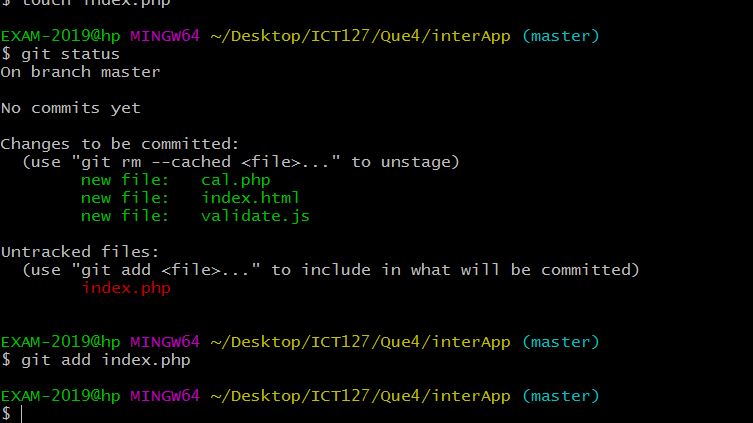 $ touch index.php
EXAM-2019@hp MINGW64 ~/Desktop/ICT127/Que4/interApp (master)
$ git status
On branch master
No commits yet
Changes to be committed:
  (use "git rm --cached <file>..." to unstage)
        new file:   cal.php
        new file:   index.html
        new file:   validate.js
Untracked files:
  (use "git add <file>..." to include in what will be committed)
        index.php
EXAM-2019@hp MINGW64 ~/Desktop/ICT127/Que4/interApp (master)
$ git add index.php
EXAM-2019@hp MINGW64 ~/Desktop/ICT127/Que4/interApp (master)
$